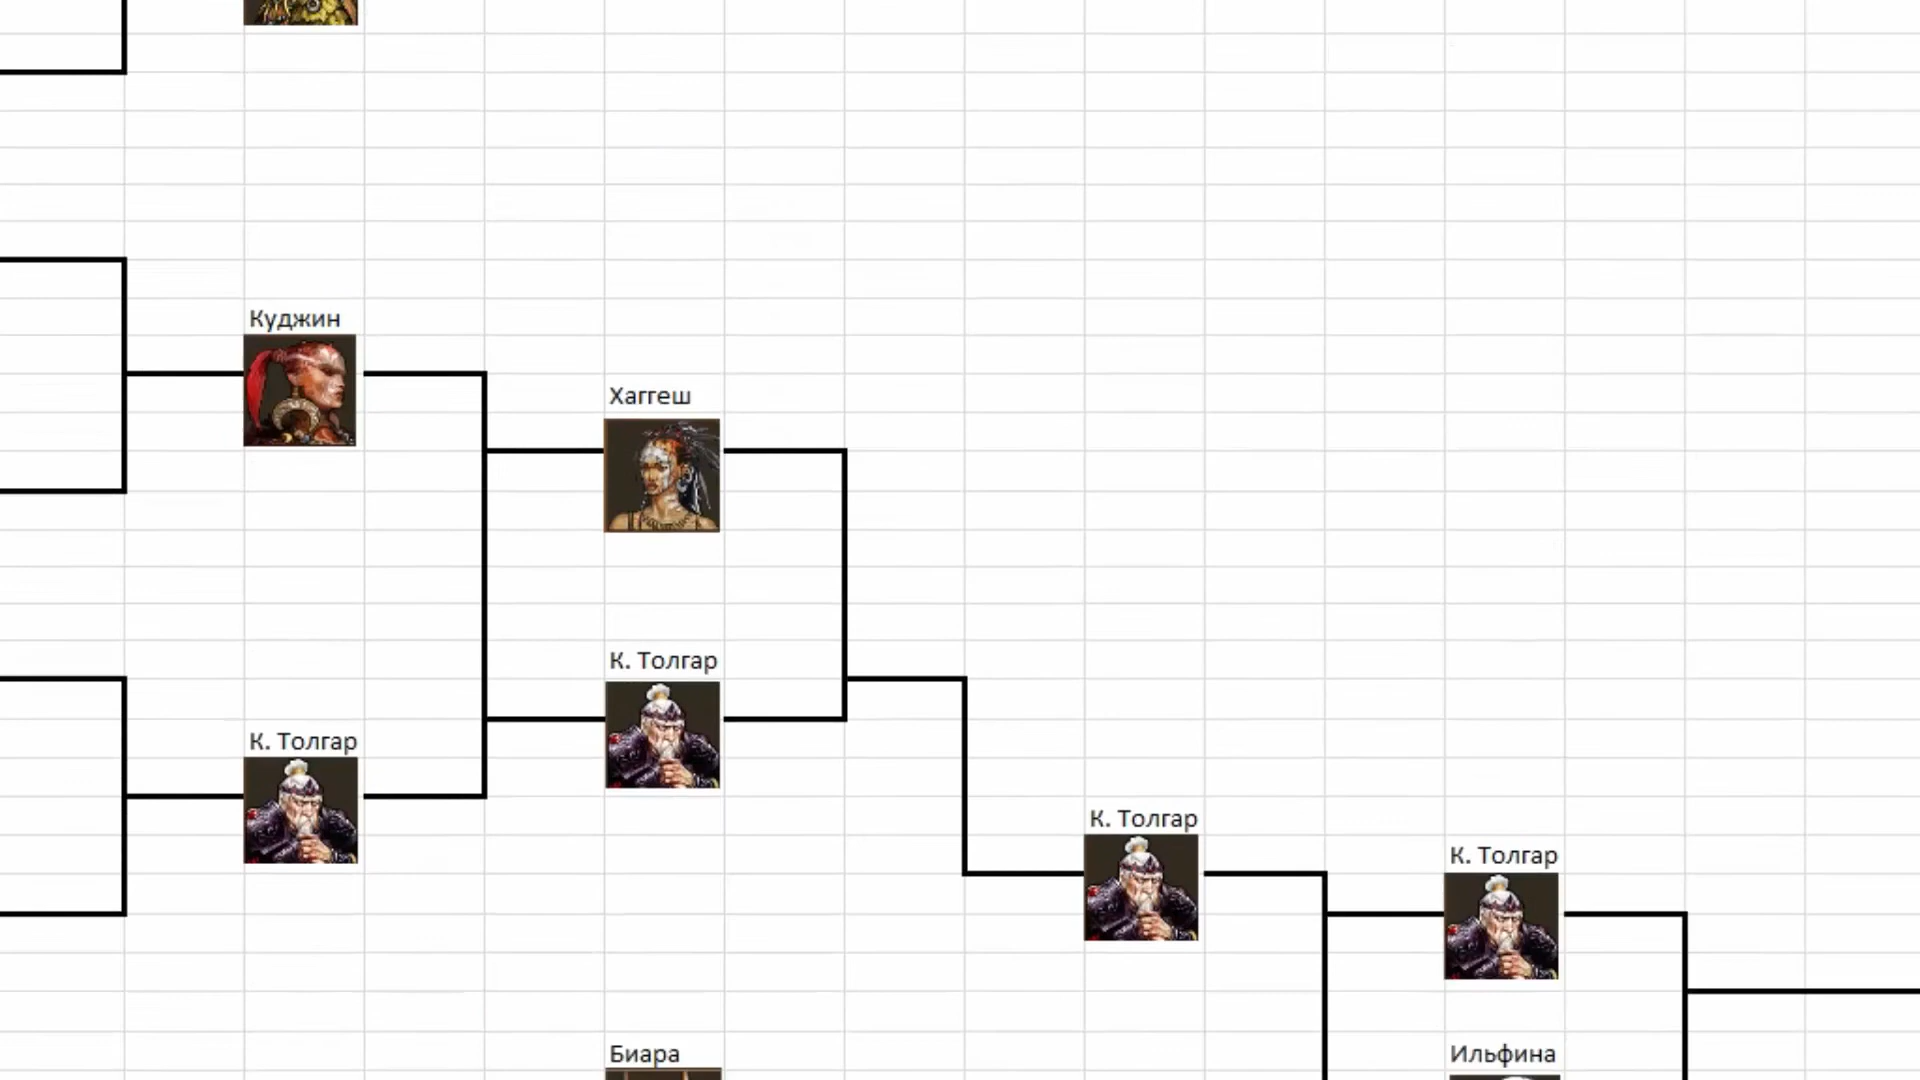 Куджин
Хаггеш
К. Толгар
К. Толгар
К. Толгар
К. Толгар
Биара
Ильфина